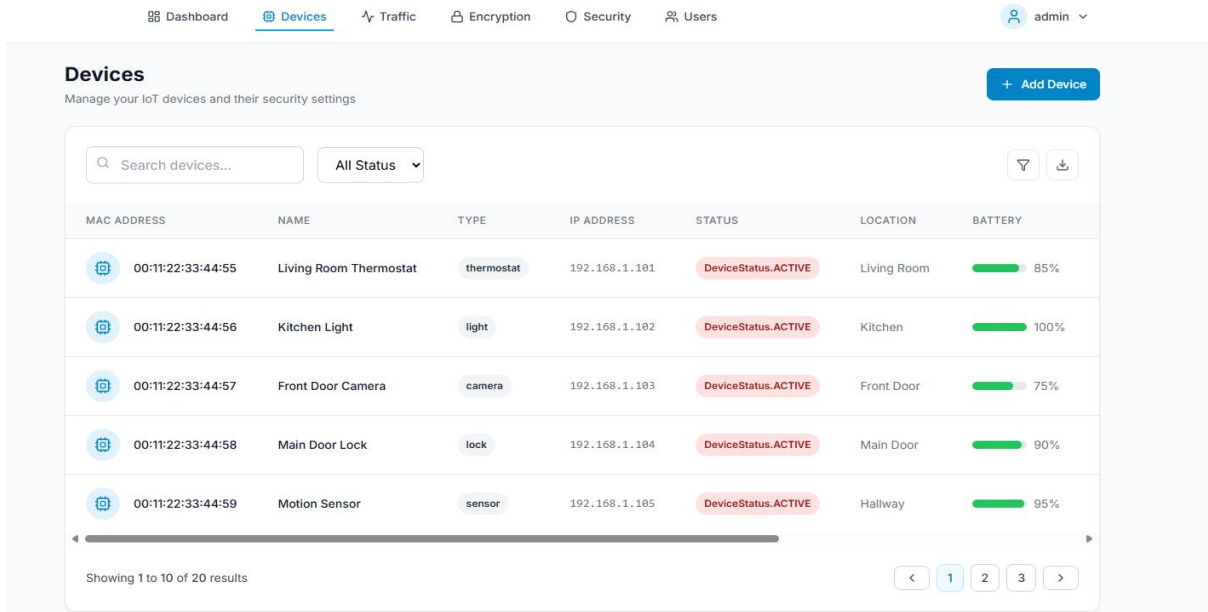 Dashboard Devices Traffic Encryption Security Users admin
Devices
Manage your IoT devices and their security settings
+ Add Device
Search devices... All Status
MAC ADDRESS NAME TYPE IP ADDRESS STATUS LOCATION BATTERY
00:11:22:33:44:55 Living Room Thermostat thermostat 192.168.1.101 DeviceStatus.ACTIVE Living Room 85%
00:11:22:33:44:56 Kitchen Light light 192.168.1.102 DeviceStatus.ACTIVE Kitchen 100%
00:11:22:33:44:57 Front Door Camera camera 192.168.1.103 DeviceStatus.ACTIVE Front Door 75%
00:11:22:33:44:58 Main Door Lock lock 192.168.1.104 DeviceStatus.ACTIVE Main Door 90%
00:11:22:33:44:59 Motion Sensor sensor 192.168.1.105 DeviceStatus.ACTIVE Hallway 95%
Showing 1 to 10 of 20 results < 1 2 3 >